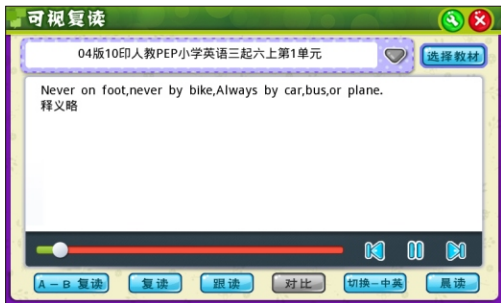 可视复读
04版10印人教PEP小学英语三起六上第1单元
选择教材
Never on foot,never by bike,Always by car,bus,or plane.
释义略
A－B 复读
复读
跟读
对比
切换－中英
晨读